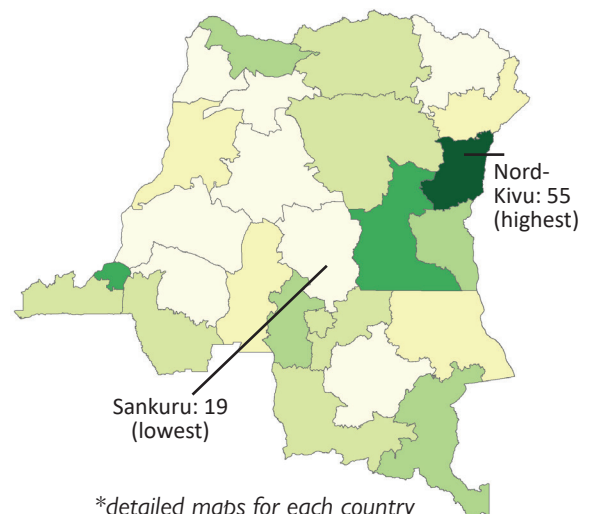 Nord-
Kivu: 55
(highest)
Sankuru: 19
(lowest)
*detailed maps for each country